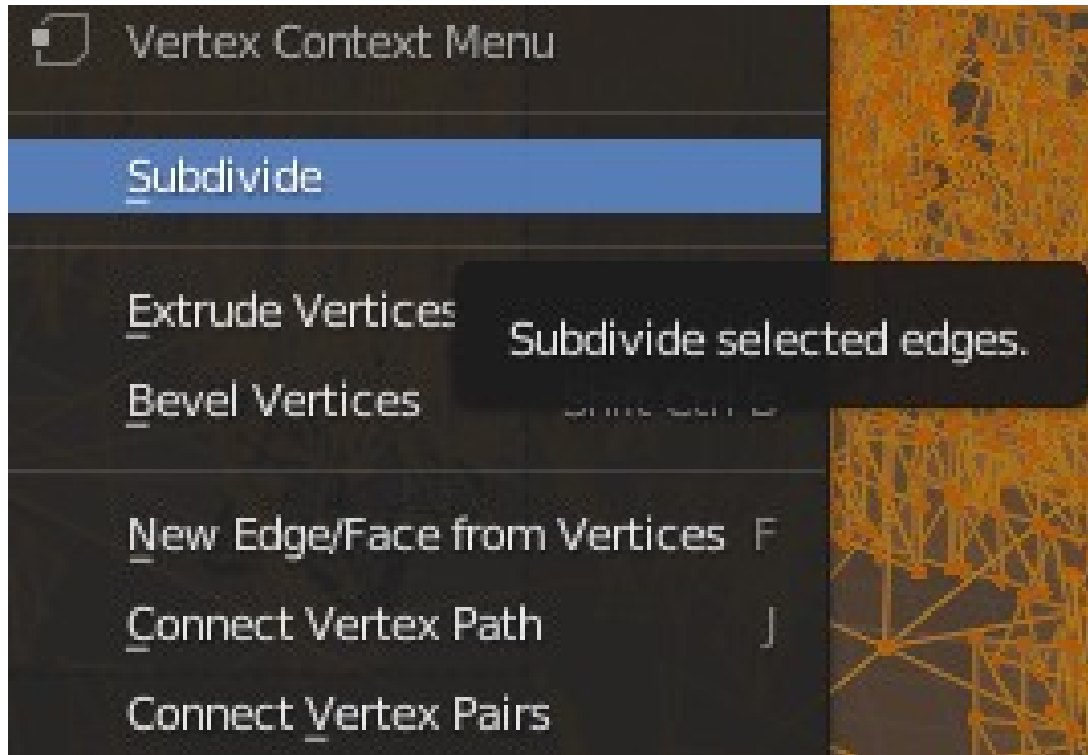 Vertex Context Menu
Subdivide
Extrude Vertices
Subdivide selected edges.
Bevel Vertices
New Edge/Face from Vertices F
Connect Vertex Path J
Connect Vertex Pairs